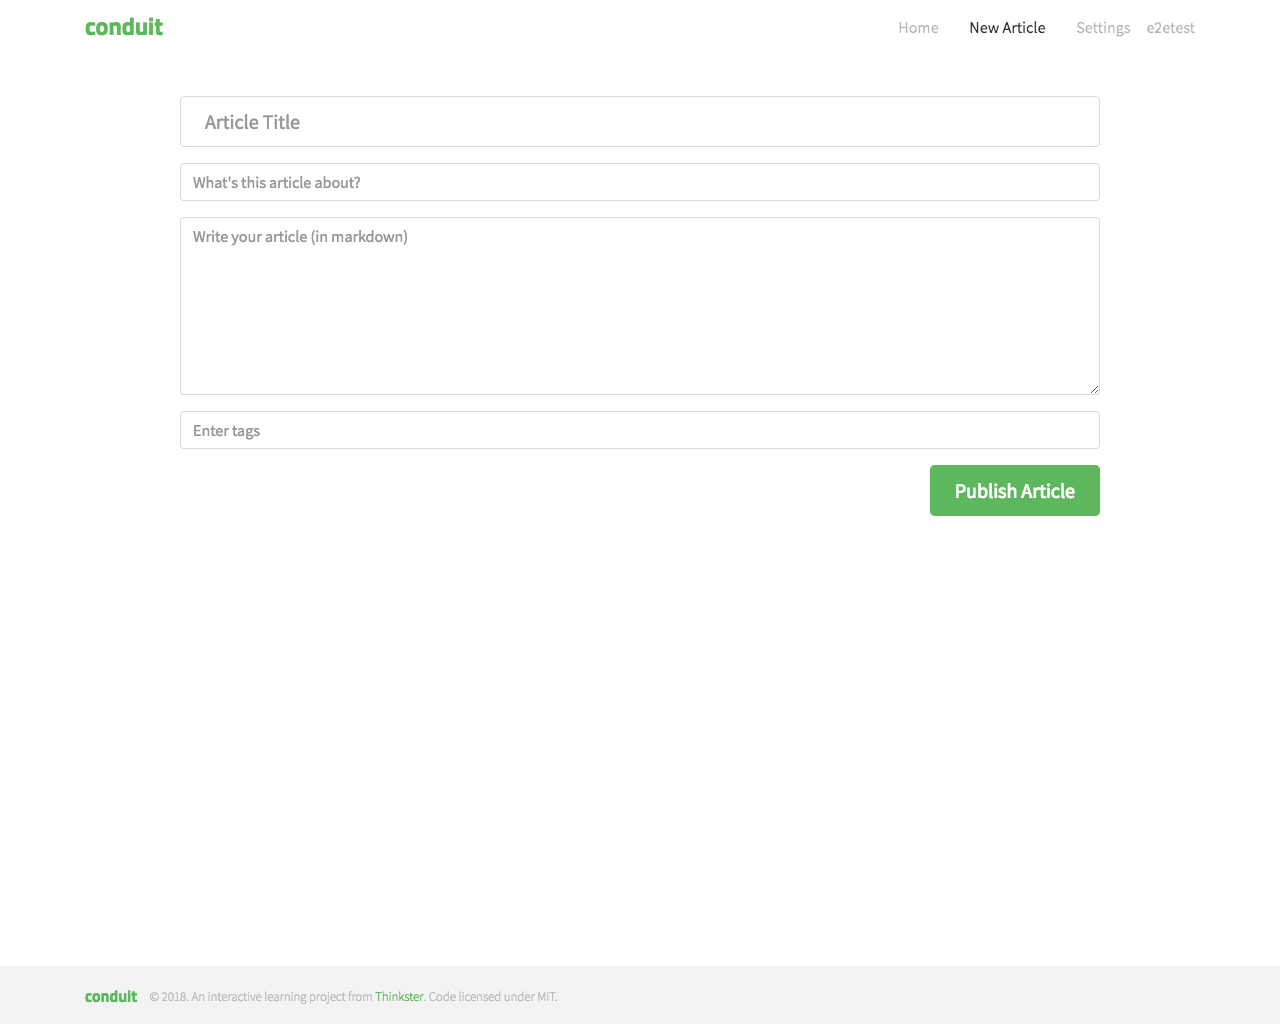 conduit
Home New Article Settings e2etest
Article Title
What's this article about?
Write your article (in markdown)
Enter tags
Publish Article
conduit © 2018. An interactive learning project from Thinkster. Code licensed under MIT.